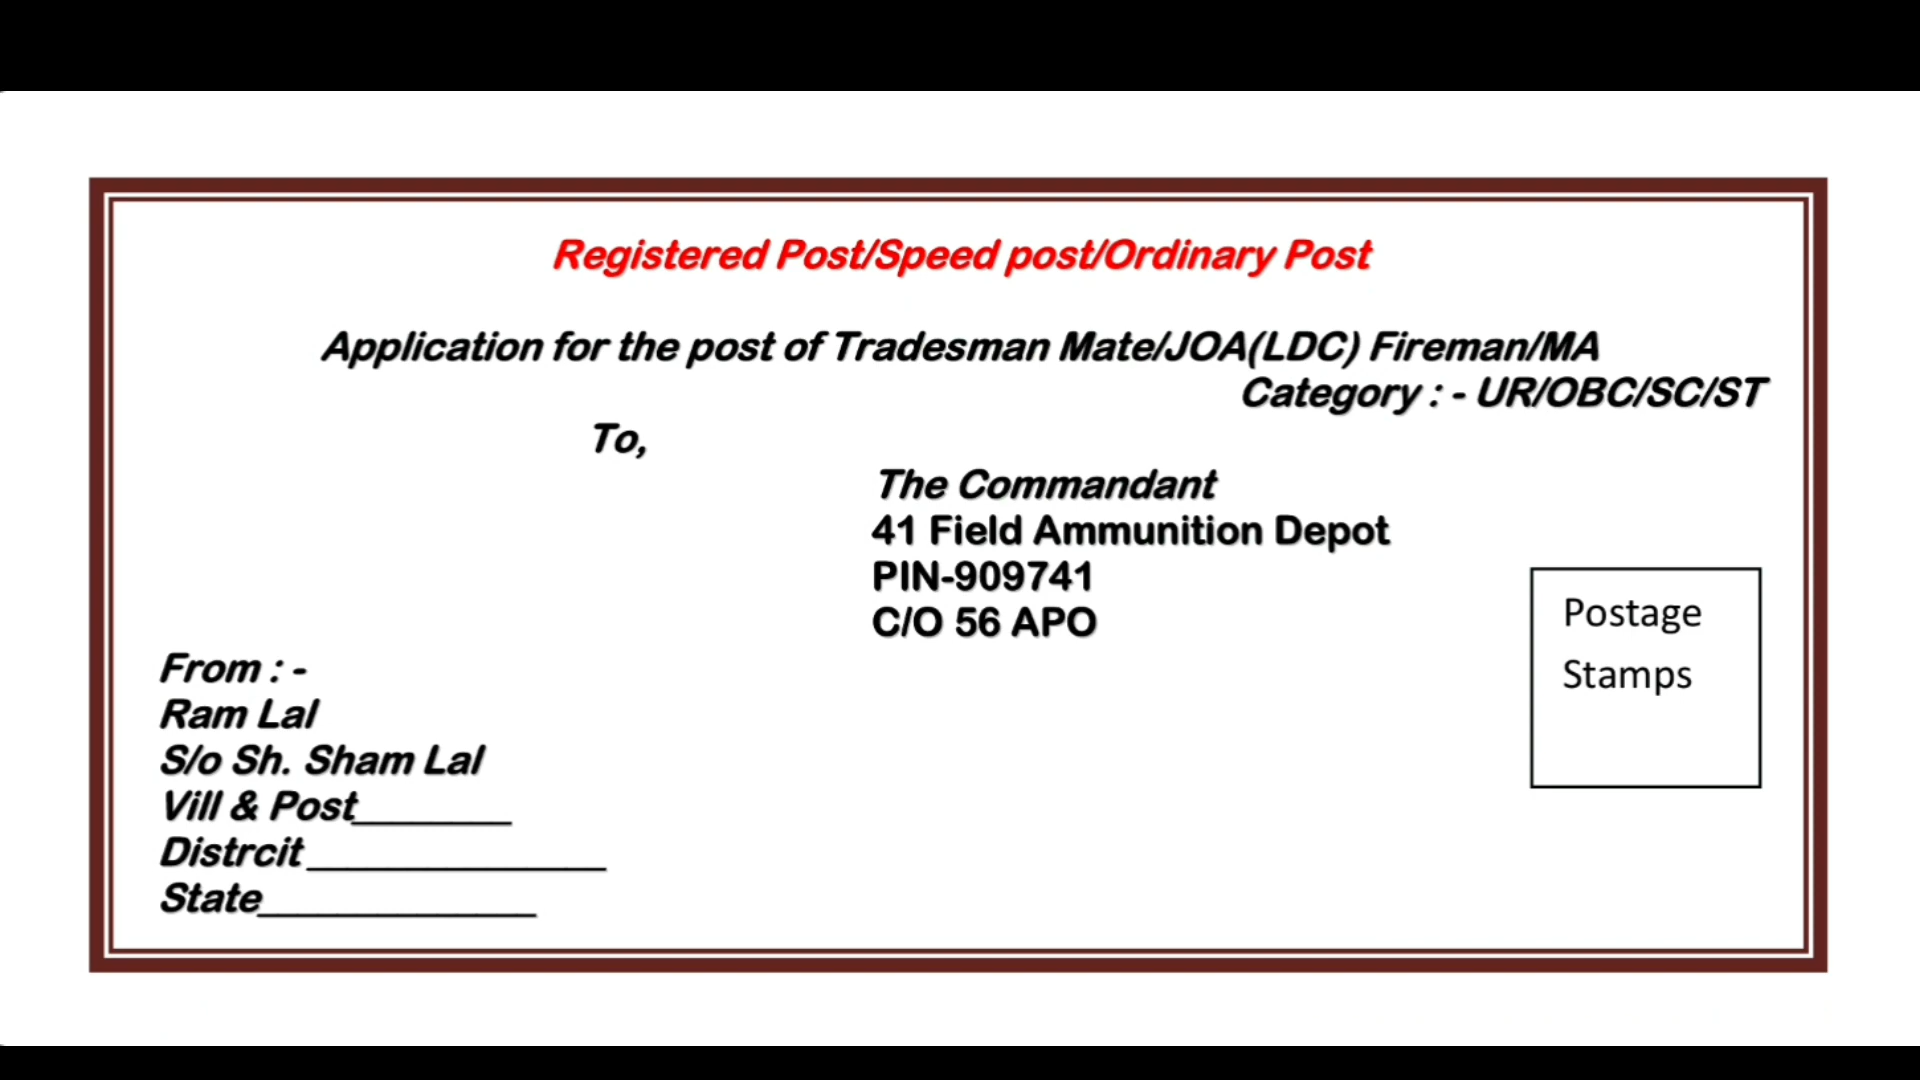 Registered Post/Speed post/Ordinary Post
Application for the post of Tradesman Mate/JOA(LDC) Fireman/MA
Category : - UR/OBC/SC/ST
To,
The Commandant
41 Field Ammunition Depot
PIN-909741
C/O 56 APO
Postage
Stamps
From : -
Ram Lal
S/o Sh. Sham Lal
Vill & Post________
Distrcit_______________
State______________